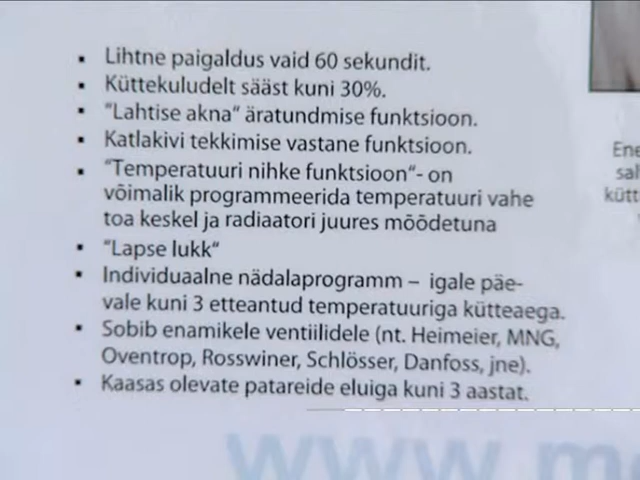 ▪ Lihtne paigaldus vaid 60 sekundit.
▪ Küttekuludelt sääst kuni 30%.
▪ “Lahtise akna“ äratundmise funktsioon.
▪ Katlakivi tekkimise vastane funktsioon.
▪ “Temperatuuri nihke funktsioon“- on
võimalik programmeerida temperatuuri vahe
toa keskel ja radiaatori juures mõõdetuna
▪ “Lapse lukk“
▪ Individuaalne nädalaprogramm – igale päe-
vale kuni 3 etteantud temperatuuriga kütteaega.
▪ Sobib enamikele ventiilidele (nt. Heimeier, MNG,
Oventrop, Rosswiner, Schlösser, Danfoss, jne).
▪ Kaasas olevate patareide eluiga kuni 3 aastat.